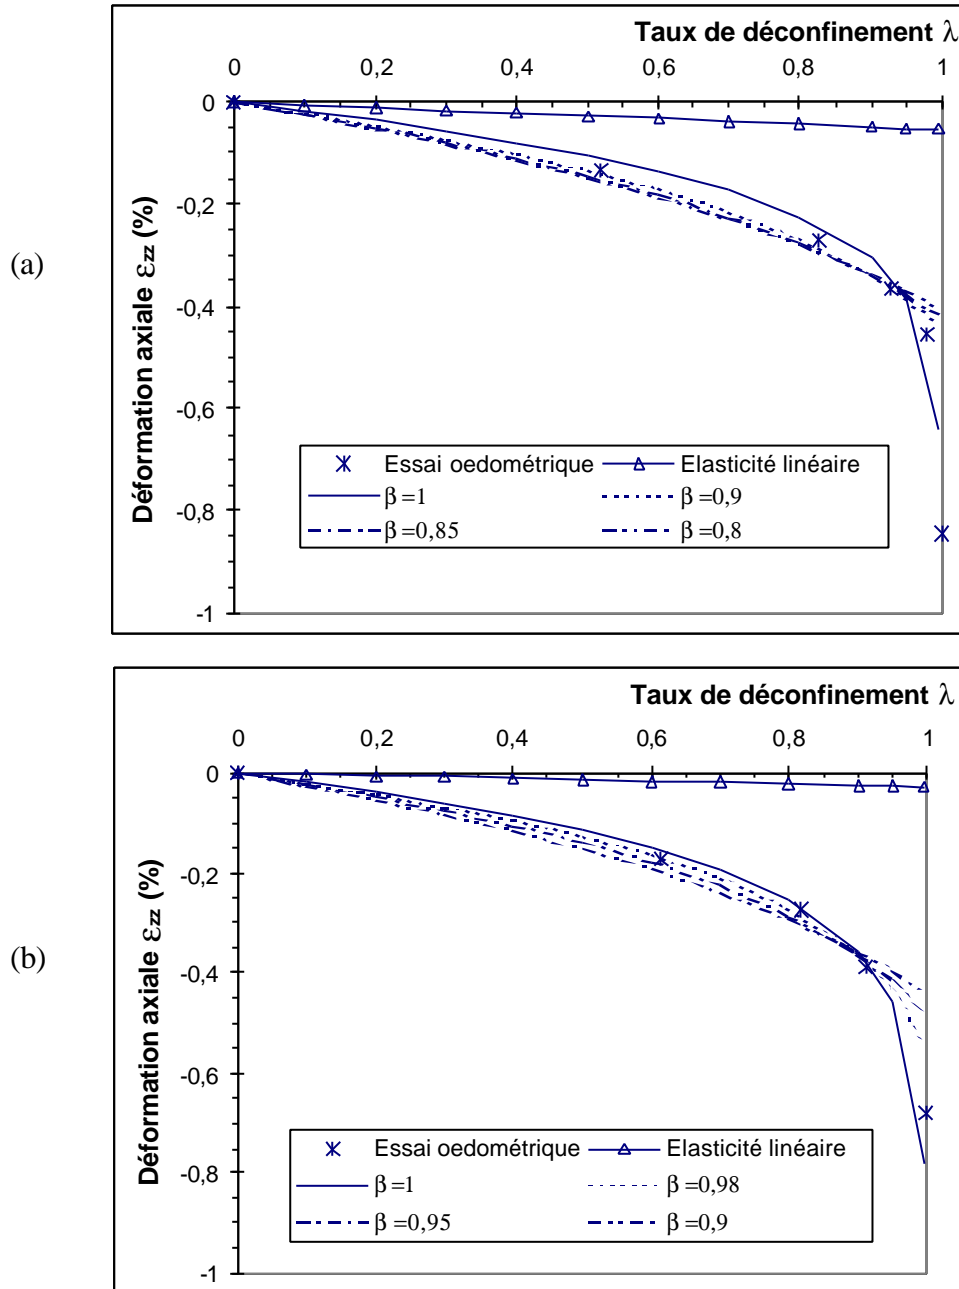 Taux de déconfinement λ
0 0,2 0,4 0,6 0,8 1
0
-0,2
-0,4
-0,6
-0,8
-1
Déformation axiale εzz (%)
(a)
Essai oedométrique Elasticité linéaire
β=1 β=0,9
β=0,85 β=0,8
Taux de déconfinement λ
0 0,2 0,4 0,6 0,8 1
0
-0,2
-0,4
-0,6
-0,8
-1
Déformation axiale εzz (%)
(b)
Essai oedométrique Elasticité linéaire
β=1 β=0,98
β=0,95 β=0,9